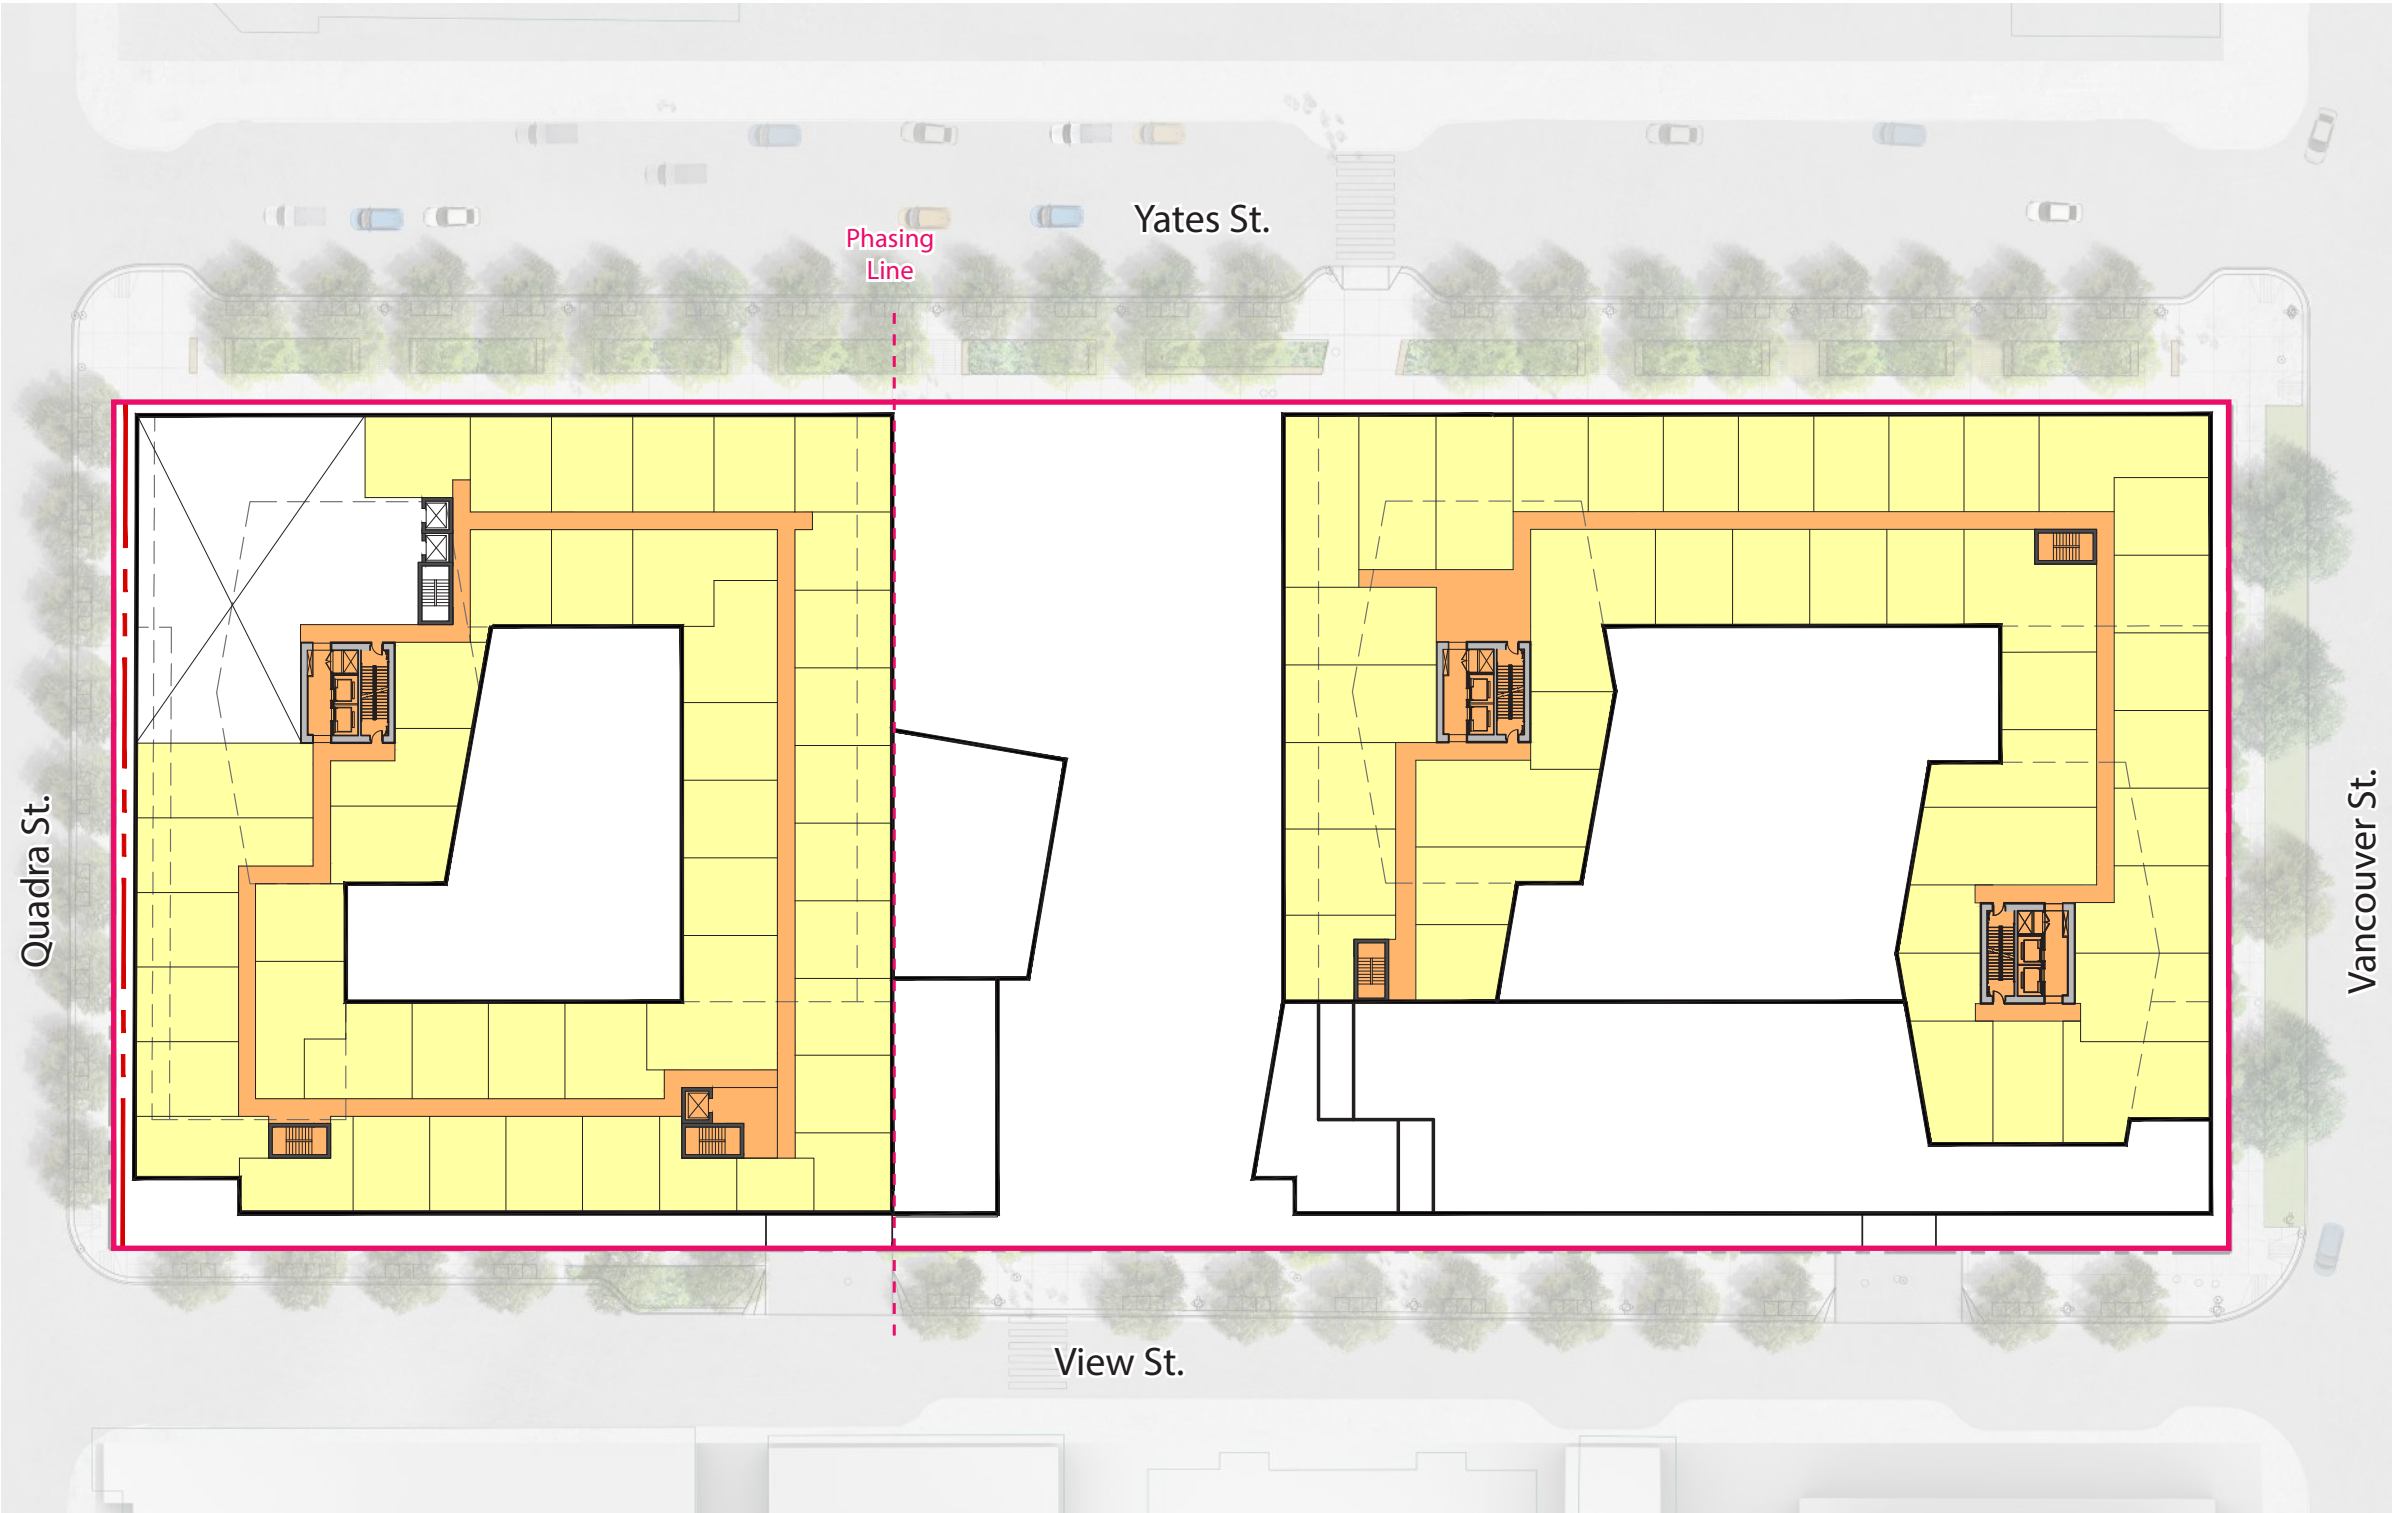 Yates St.
Phasing
Line
Quadra St.
Vancouver St.
View St.